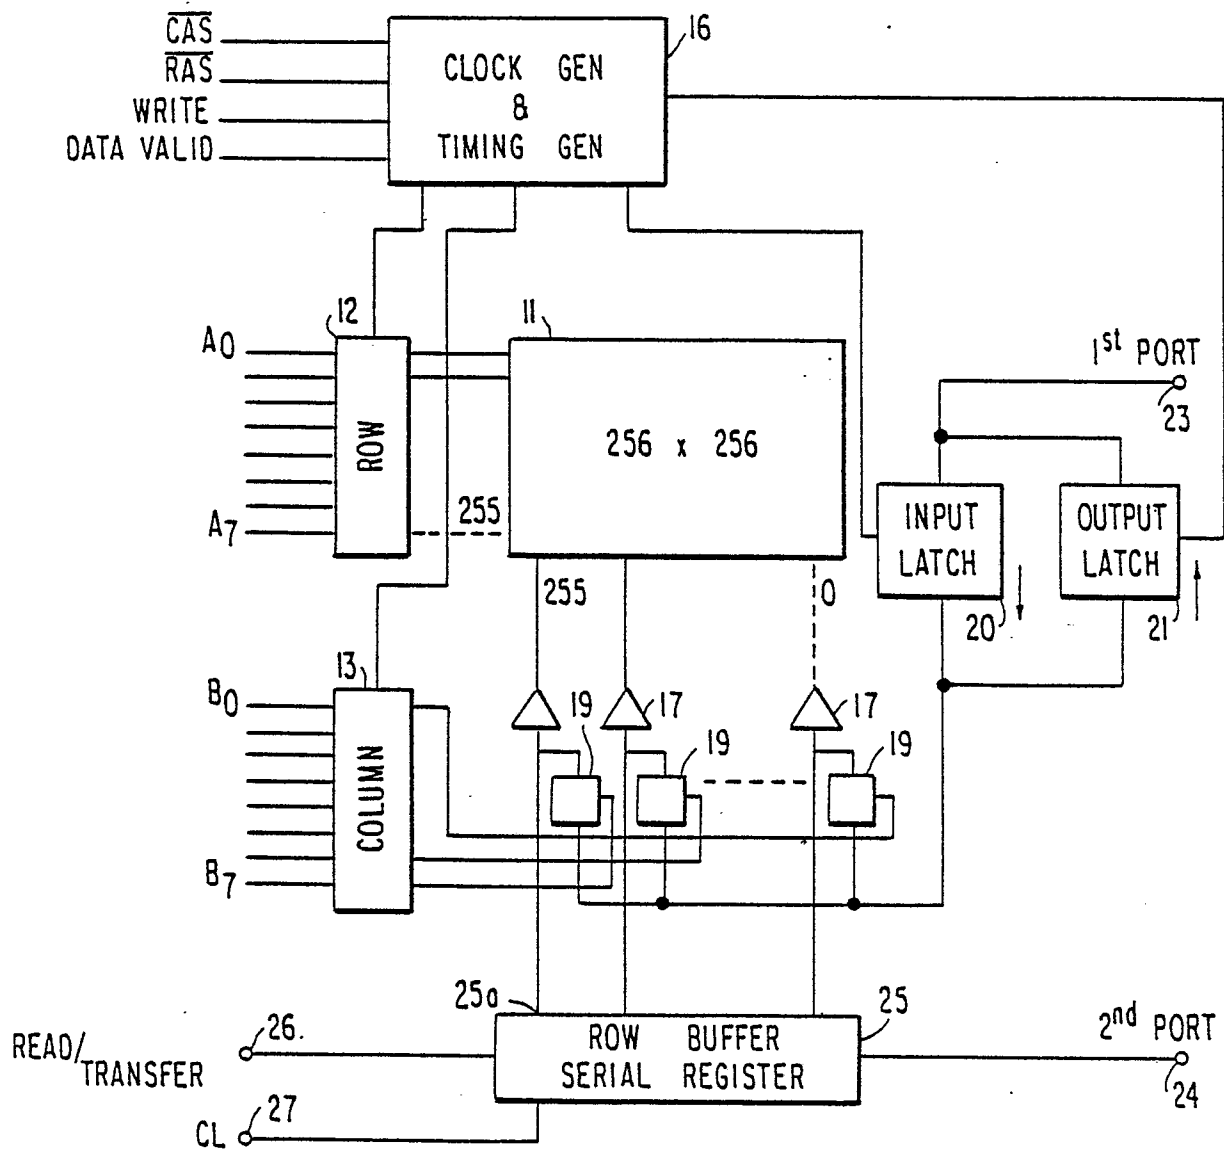 CAS
RAS
WRITE
DATA VALID
CLOCK GEN
&
TIMING GEN
16
A0
A7
12
ROW
255
11
256 x 256
1st PORT
23
INPUT
LATCH
20
OUTPUT
LATCH
21
255
0
B0
B7
13
COLUMN
19
17
19
17
19
25a
ROW BUFFER
SERIAL REGISTER
25
2nd PORT
24
READ/
TRANSFER
26.
CL
27